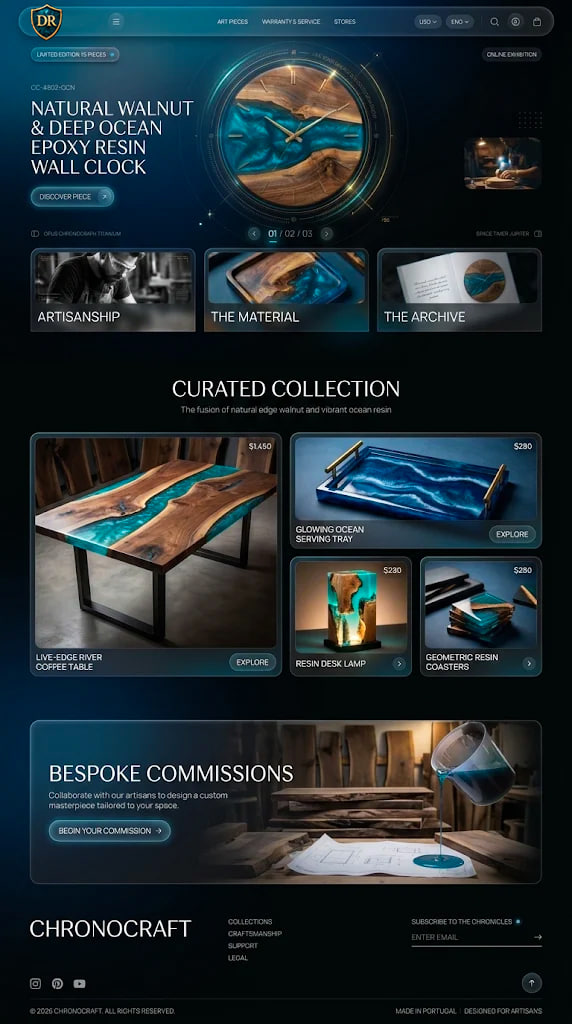 DR
ART PIECES
WARRANTY & SERVICE
STORES
USD
ENG
LIMITED EDITION 15 PIECES
ONLINE EXHIBITION
NATURAL WALNUT
& DEEP OCEAN
EPOXY RESIN
WALL CLOCK
DISCOVER PIECE
01 / 02 / 03
SPACE TIMER JUPITER
ARTISANSHIP
THE MATERIAL
THE ARCHIVE
CURATED COLLECTION
The fusion of natural edge walnut and vibrant ocean resin
$1,450
LIVE-EDGE RIVER
COFFEE TABLE
EXPLORE
$280
GLOWING OCEAN
SERVING TRAY
EXPLORE
$230
RESIN DESK LAMP
$280
GEOMETRIC RESIN
COASTERS
BESPOKE COMMISSIONS
Collaborate with our artisans to design a custom
masterpiece tailored to your space.
BEGIN YOUR COMMISSION
CHRONOCRAFT
COLLECTIONS
CRAFTSMANSHIP
SUPPORT
LEGAL
SUBSCRIBE TO THE CHRONICLES
ENTER EMAIL
© 2026 CHRONOCRAFT. ALL RIGHTS RESERVED.
MADE IN PORTUGAL | DESIGNED FOR ARTISANS